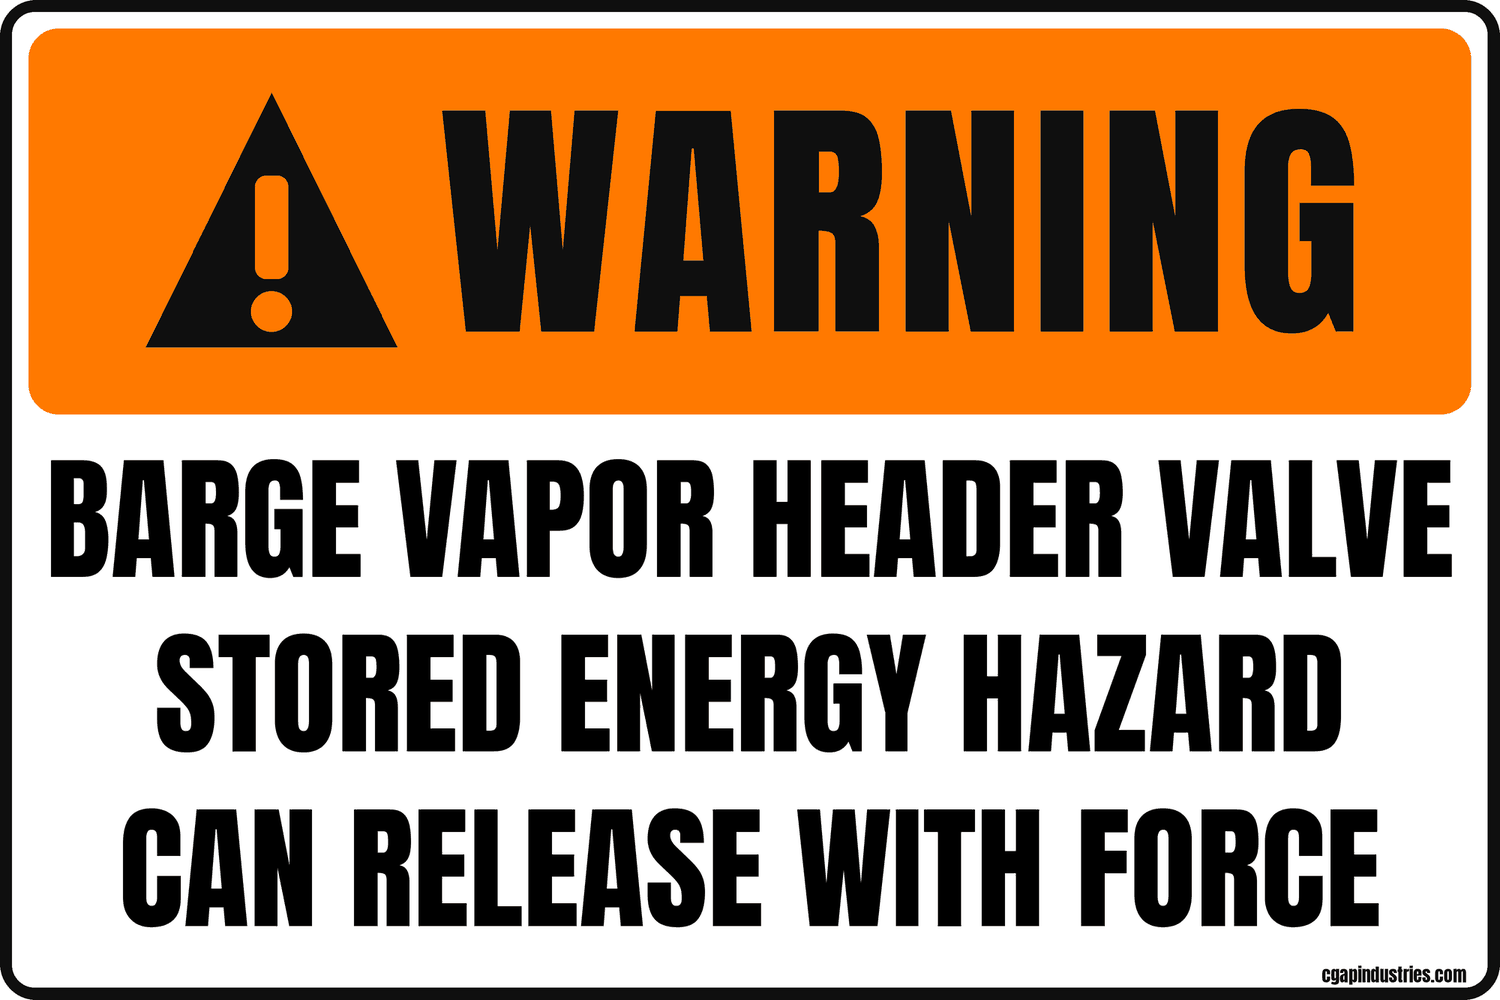 WARNING
BARGE VAPOR HEADER VALVE
STORED ENERGY HAZARD
CAN RELEASE WITH FORCE
cgapindustries.com